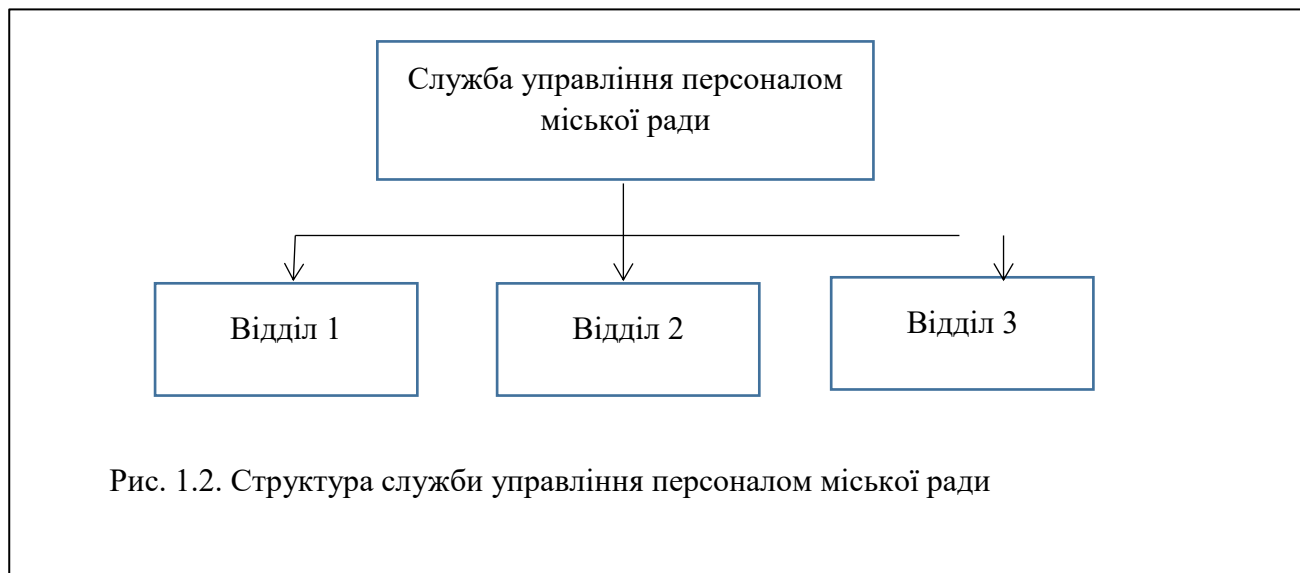 Служба управління персоналом
міської ради
Відділ 1
Відділ 2
Відділ 3
Рис. 1.2. Структура служби управління персоналом міської ради